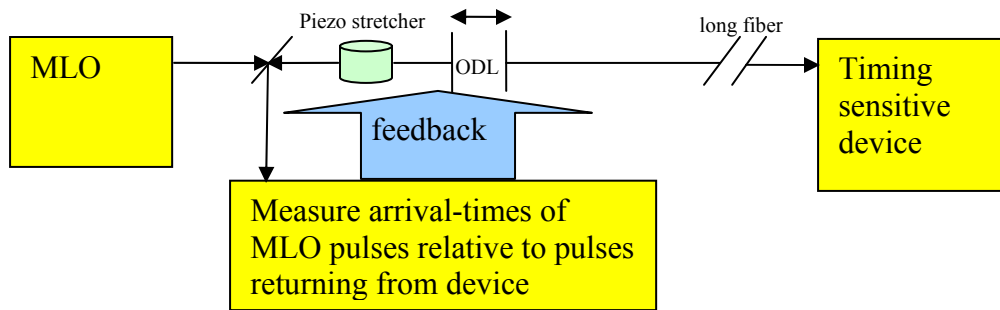 Piezo stretcher
long fiber
MLO
ODL
Timing
sensitive
device
feedback
Measure arrival-times of
MLO pulses relative to pulses
returning from device